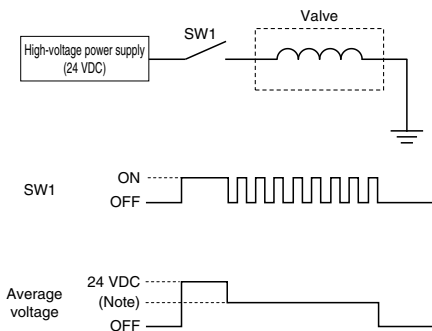 Valve
SW1
High-voltage power supply
(24 VDC)
SW1
ON
OFF
Average
voltage
24 VDC
(Note)
OFF